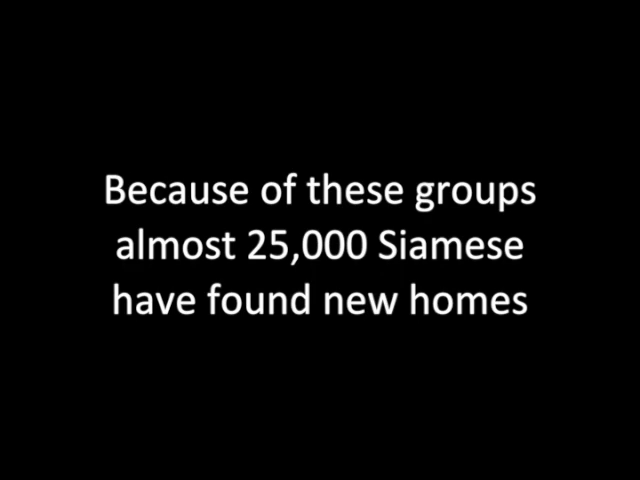 Because of these groups
almost 25,000 Siamese
have found new homes